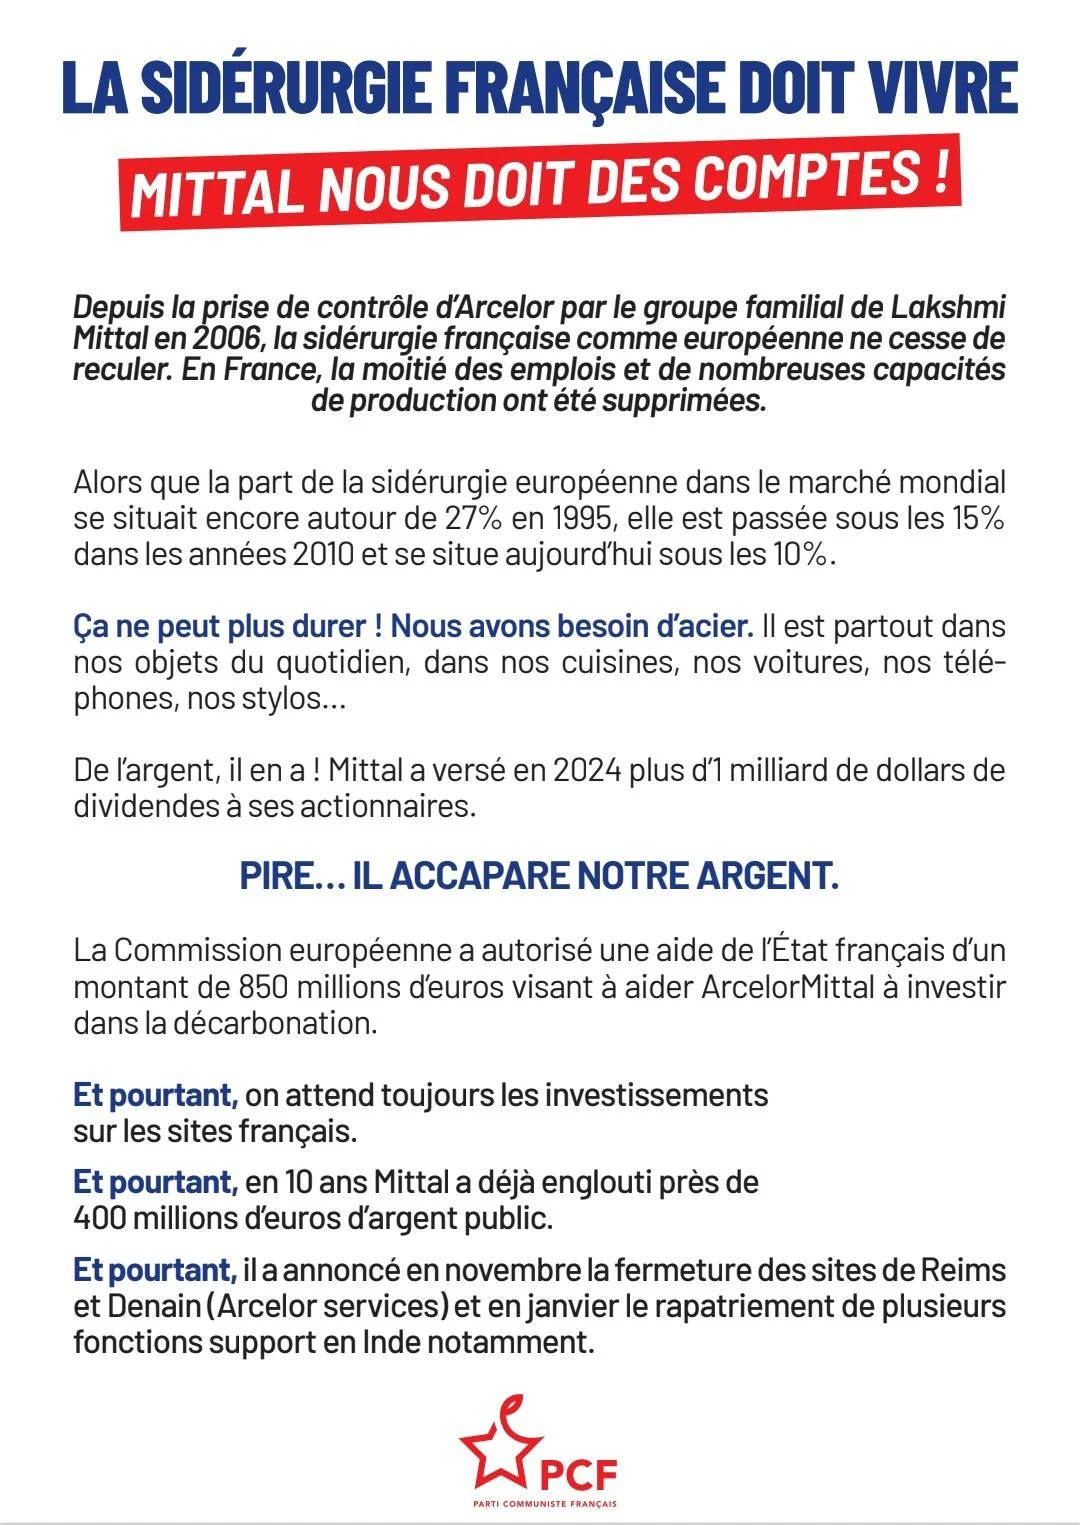 LA SIDÉRURGIE FRANÇAISE DOIT VIVRE
MITTAL NOUS DOIT DES COMPTES !
Depuis la prise de contrôle d’Arcelor par le groupe familial de Lakshmi
Mittal en 2006, la sidérurgie française comme européenne ne cesse de
reculer. En France, la moitié des emplois et de nombreuses capacités
de production ont été supprimées.
Alors que la part de la sidérurgie européenne dans le marché mondial
se situait encore autour de 27% en 1995, elle est passée sous les 15%
dans les années 2010 et se situe aujourd’hui sous les 10%.
Ça ne peut plus durer ! Nous avons besoin d’acier. Il est partout dans
nos objets du quotidien, dans nos cuisines, nos voitures, nos télé-
phones, nos stylos…
De l’argent, il en a ! Mittal a versé en 2024 plus d’1 milliard de dollars de
dividendes à ses actionnaires.
PIRE… IL ACCAPARE NOTRE ARGENT.
La Commission européenne a autorisé une aide de l’État français d’un
montant de 850 millions d’euros visant à aider ArcelorMittal à investir
dans la décarbonation.
Et pourtant, on attend toujours les investissements
sur les sites français.
Et pourtant, en 10 ans Mittal a déjà englouti près de
400 millions d’euros d’argent public.
Et pourtant, il a annoncé en novembre la fermeture des sites de Reims
et Denain (Arcelor services) et en janvier le rapatriement de plusieurs
fonctions support en Inde notamment.
PCF
PARTI COMMUNISTE FRANÇAIS